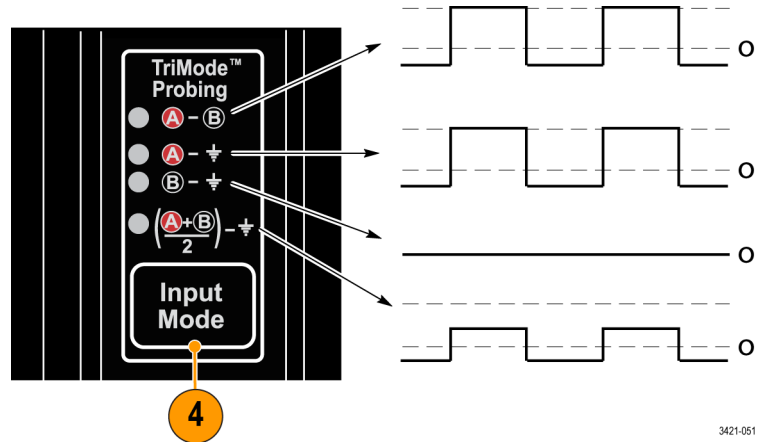 TriMode™
Probing
A - B
A - ⏚
B - ⏚
(A+B / 2) - ⏚
Input
Mode
4
O
O
O
O
3421-051